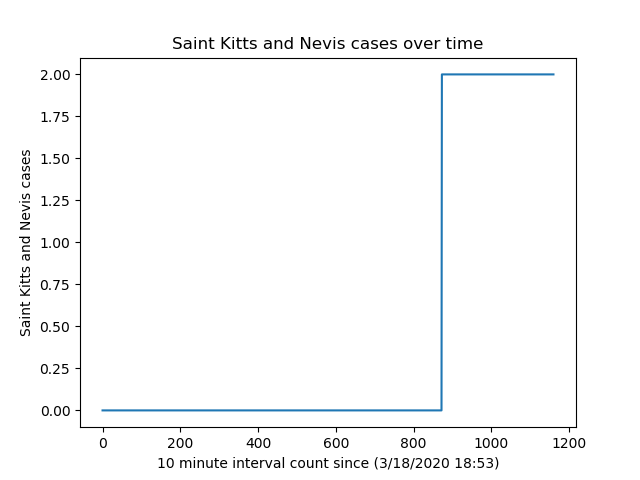 Saint Kitts and Nevis cases over time
Saint Kitts and Nevis cases
2.00
1.75
1.50
1.25
1.00
0.75
0.50
0.25
0.00
0 200 400 600 800 1000 1200
10 minute interval count since (3/18/2020 18:53)